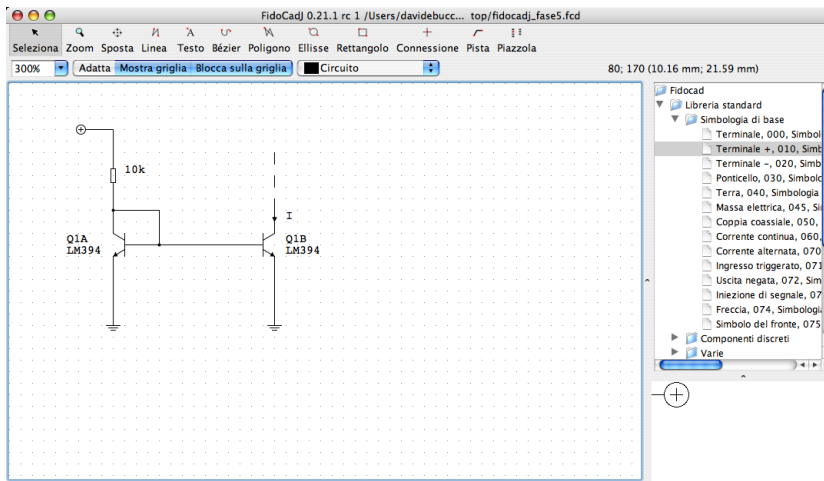 FidoCadJ 0.21.1 rc 1 /Users/davidebucc... top/fidocadj_fase5.fcd
Seleziona Zoom Sposta Linea Testo Bézier Poligono Ellisse Rettangolo Connessione Pista Piazzola
300% Adatta Mostra griglia Blocca sulla griglia Circuito 80; 170 (10.16 mm; 21.59 mm)
Fidocad
Libreria standard
Simbologia di base
Terminale, 000, Simbol
Terminale +, 010, Simb
Terminale -, 020, Simb
Ponticello, 030, Simbolo
Terra, 040, Simbologia
Massa elettrica, 045, Si
Coppia coassiale, 050,
Corrente continua, 060,
Corrente alternata, 070
Ingresso triggerato, 071
Uscita negata, 072, Sim
Iniezione di segnale, 07
Freccia, 074, Simbologi
Simbolo del fronte, 075
Componenti discreti
Varie
10k
I
Q1A
LM394
Q1B
LM394